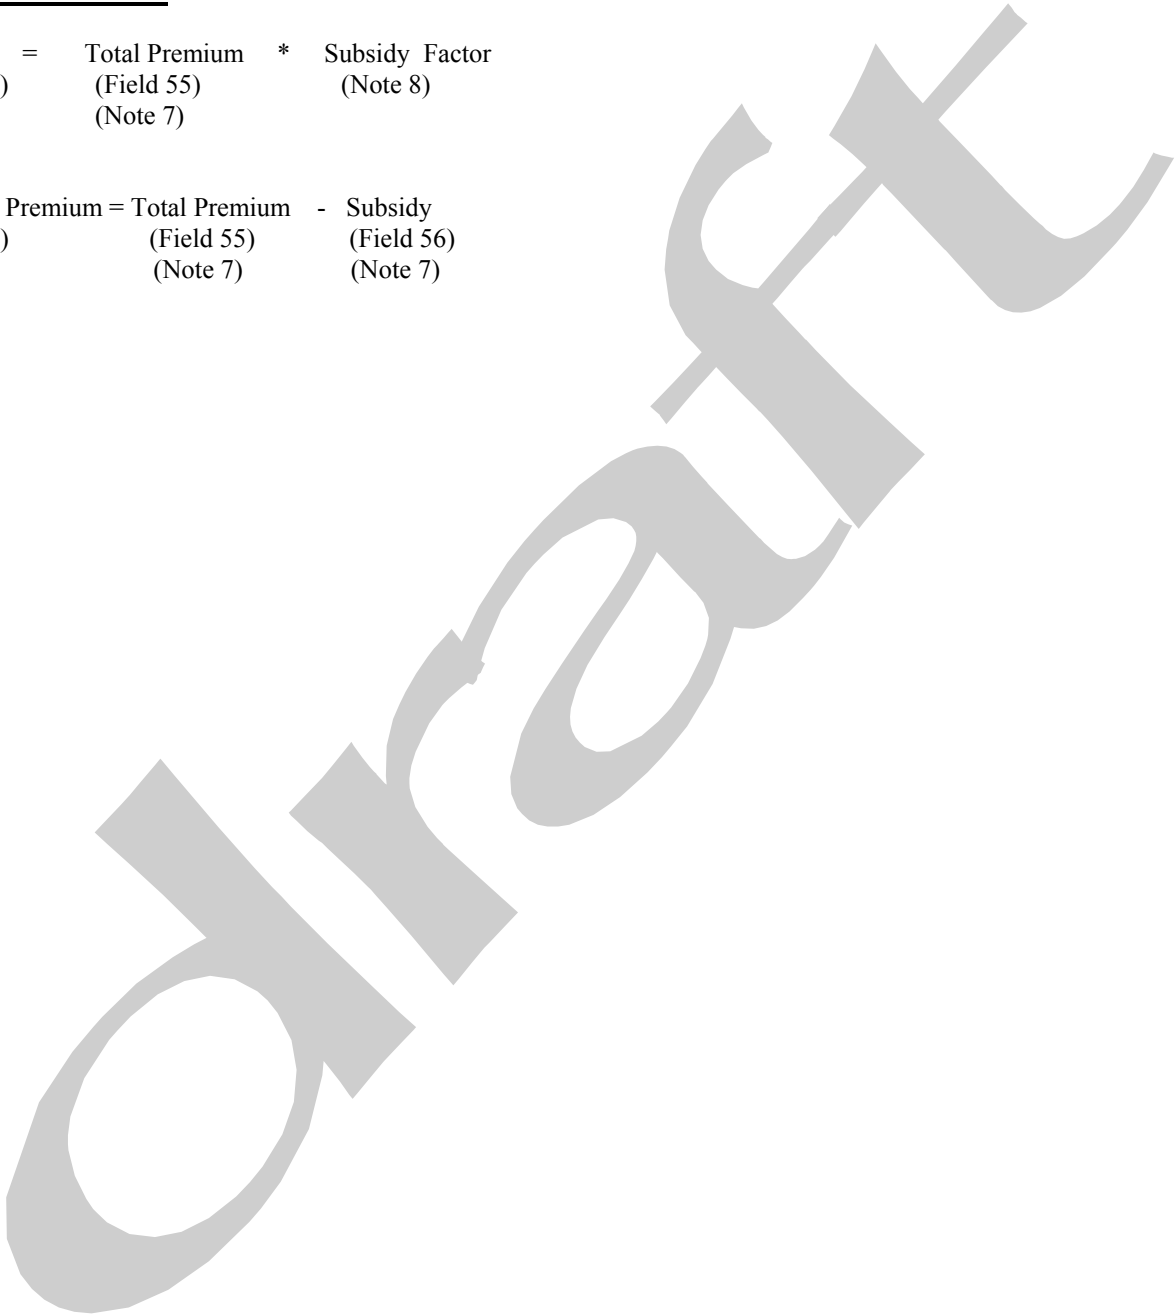 = Total Premium * Subsidy Factor
) (Field 55) (Note 8)
(Note 7)
Premium = Total Premium - Subsidy
) (Field 55) (Field 56)
(Note 7) (Note 7)
draft